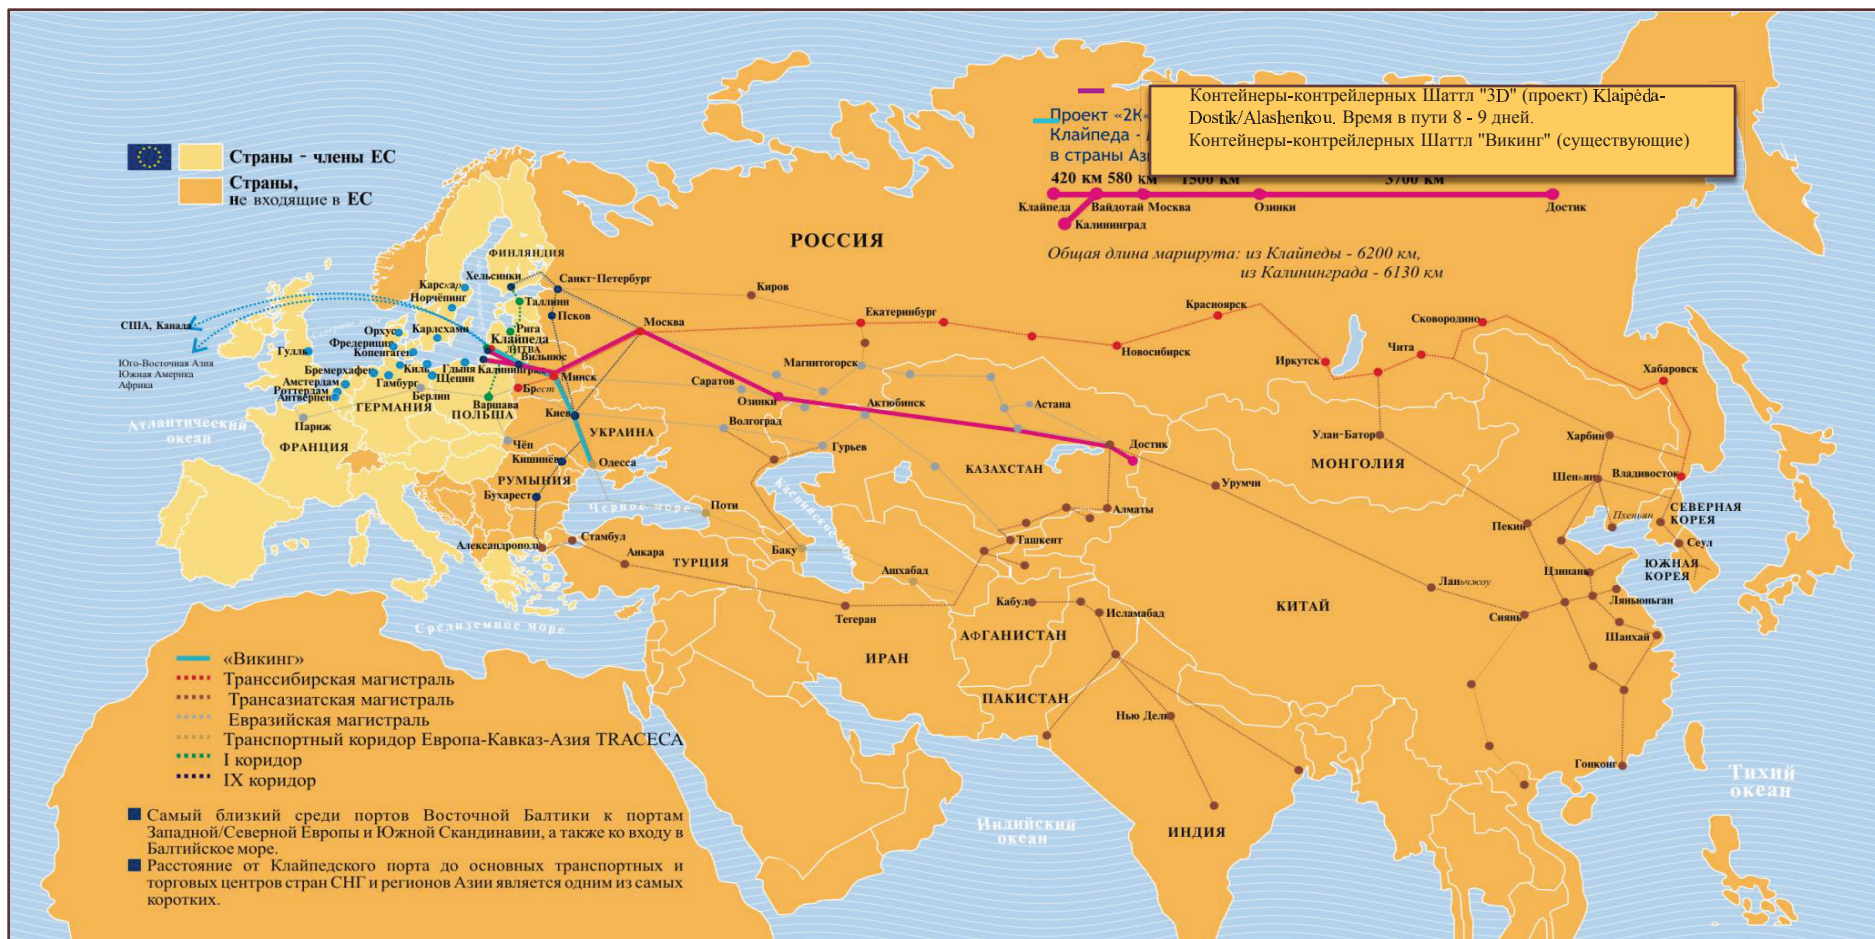 Контейнеры-контрейлерных Шаттл "3D" (проект) Klaipėda-
Dostik/Alashenkou. Время в пути 8 - 9 дней.
Контейнеры-контрейлерных Шаттл "Викинг" (существующие)
Проект «2К»
Клайпеда -
в страны
420 км 580 км 1500 км 3700 км
Клайпеда Вайдотай Москва Озинки Достик
Калининград
Общая длина маршрута: из Клайпеды - 6200 км,
из Калининграда - 6130 км
Страны - члены ЕС
Страны,
не входящие в ЕС
РОССИЯ
ФИНЛЯНДИЯ
Хельсинки
Санкт-Петербург
Карскар
Норчёпинг
Таллинн
Псков
Киров
Екатеринбург
Красноярск
Сковородино
США, Канада
Орхус
Карлсхамн
Рига
Москва
Фредериция
Клайпеда
ЛИТВА
Гулль
Копенгаген
Вильнюс
Новосибирск
Иркутск
Чита
Юго-Восточная Азия
Южная Америка
Африка
Бремерхафен
Киль
Гдыня
Калининград
Минск
Магнитогорск
Хабаровск
Амстердам
Гамбург
Щецин
Роттердам
Берлин
Брест
Саратов
Антверпен
ГЕРМАНИЯ
ПОЛЬША
Варшава
Озинки
Актюбинск
Астана
Атлантический
океан
Париж
Киев
Волгоград
ФРАНЦИЯ
УКРАИНА
Чёп
Гурьев
Достик
Улан-Батор
Харбин
Кишинёв
Одесса
КАЗАХСТАН
МОНГОЛИЯ
РУМЫНИЯ
Шеньян
Владивосток
Бухарест
Черное море
Поти
Каспийское море
Урумчи
Алматы
Пекин
Пхеньян
СЕВЕРНАЯ
КОРЕЯ
Сеул
Александрополь
Стамбул
Анкара
ТУРЦИЯ
Баку
Ташкент
Ашхабад
Цзинань
ЮЖНАЯ
КОРЕЯ
Ланьчжоу
Средиземное море
Тегеран
Кабул
Исламабад
КИТАЙ
Сиянь
Ляньюньган
Шанхай
АФГАНИСТАН
ИРАН
ПАКИСТАН
Нью Дели
Гонконг
Тихий
океан
Индийский
океан
ИНДИЯ
«Викинг»
Транссибирская магистраль
Трансазиатская магистраль
Евразийская магистраль
Транспортный коридор Европа-Кавказ-Азия TRACECA
I коридор
IX коридор
Самый близкий среди портов Восточной Балтики к портам
Западной/Северной Европы и Южной Скандинавии, а также ко входу в
Балтийское море.
Расстояние от Клайпедского порта до основных транспортных и
торговых центров стран СНГ и регионов Азии является одним из самых
коротких.